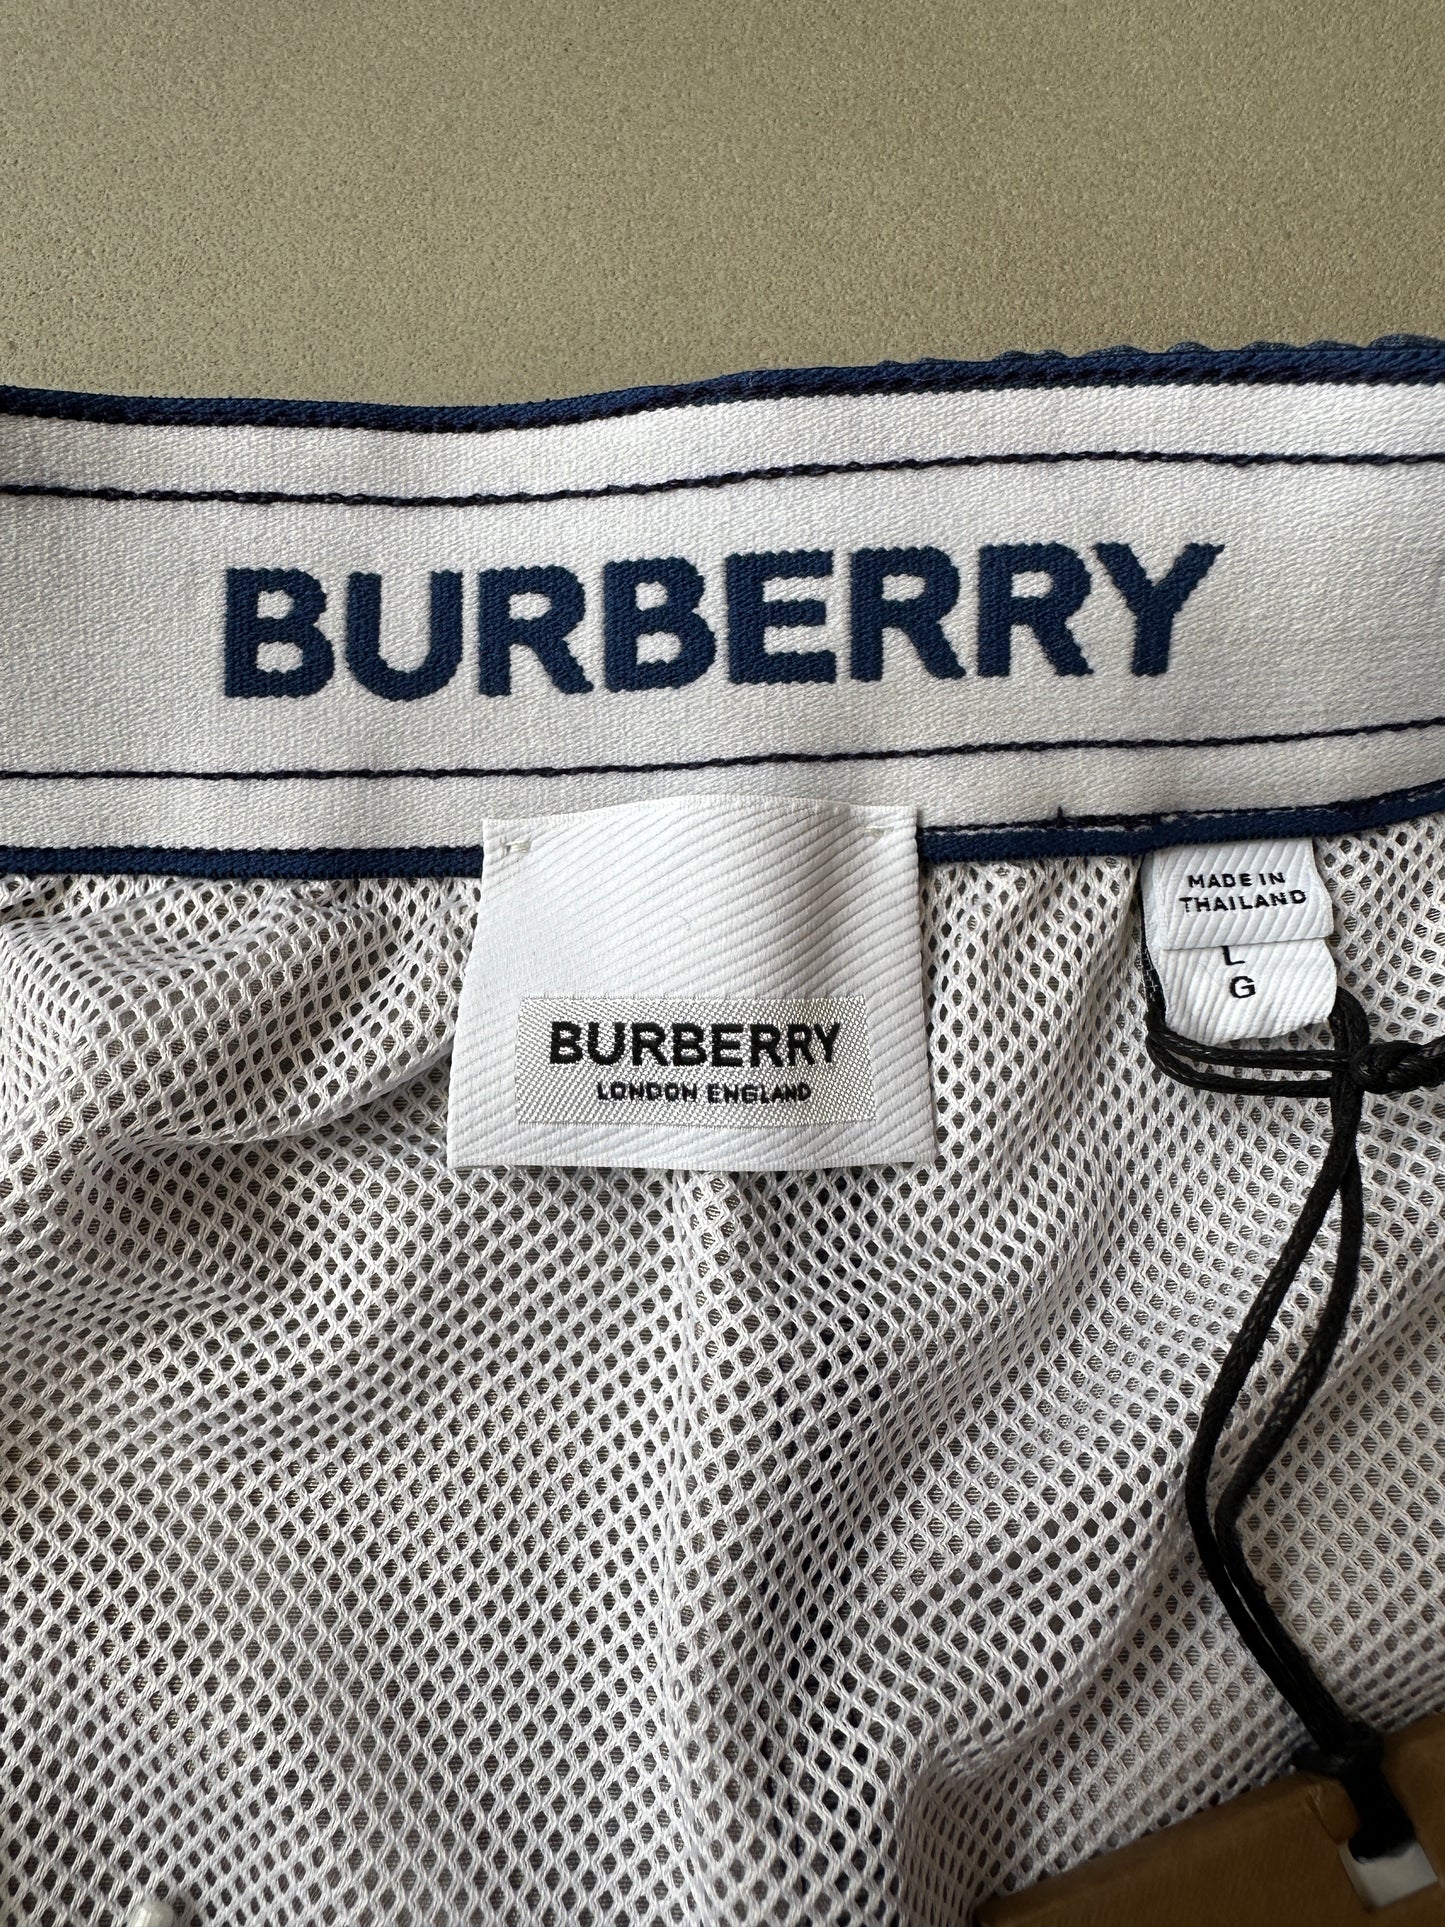 BURBERRY
BURBERRY
LONDON ENGLAND
MADE IN
THAILAND
L
G